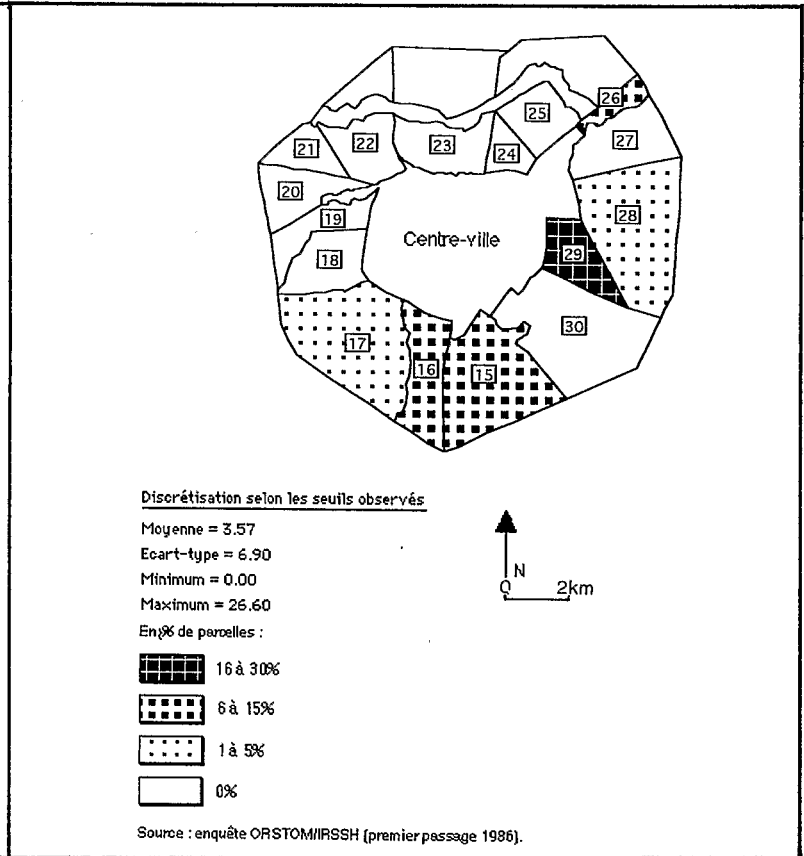 26
25
27
21
22
23
24
20
19
28
Centre-ville
18
29
30
17
16
15
Discrétisation selon les seuils observés
Moyenne = 3.57
Ecart-type = 6.90
Minimum = 0.00
Maximum = 26.60
En % de parcelles :
16 à 30%
6 à 15%
1 à 5%
0%
N
0 2km
Source : enquête ORSTOM/IRSSH (premier passage 1986).